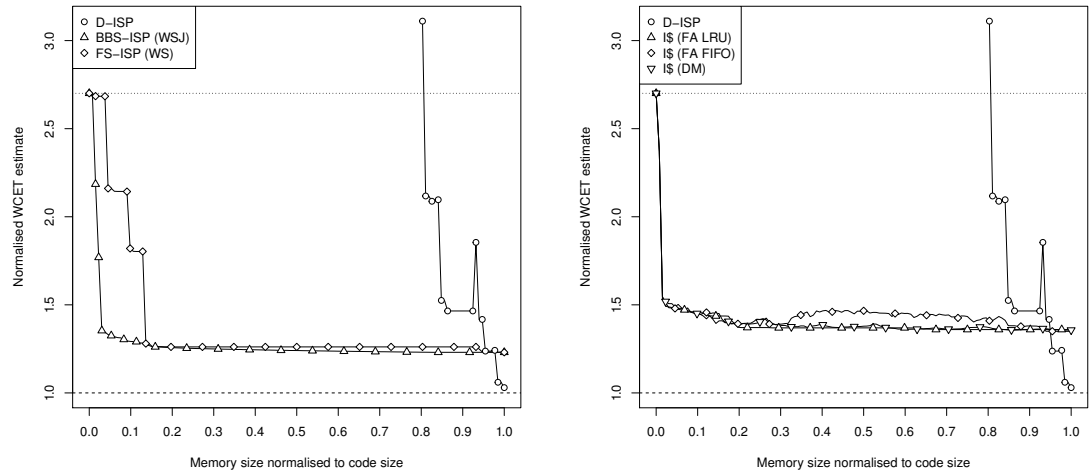 D−ISP
BBS−ISP (WSJ)
FS−ISP (WS)
Normalised WCET estimate
3.0
2.5
2.0
1.5
1.0
0.0 0.1 0.2 0.3 0.4 0.5 0.6 0.7 0.8 0.9 1.0
Memory size normalised to code size
D−ISP
I$ (FA LRU)
I$ (FA FIFO)
I$ (DM)
Normalised WCET estimate
3.0
2.5
2.0
1.5
1.0
0.0 0.1 0.2 0.3 0.4 0.5 0.6 0.7 0.8 0.9 1.0
Memory size normalised to code size